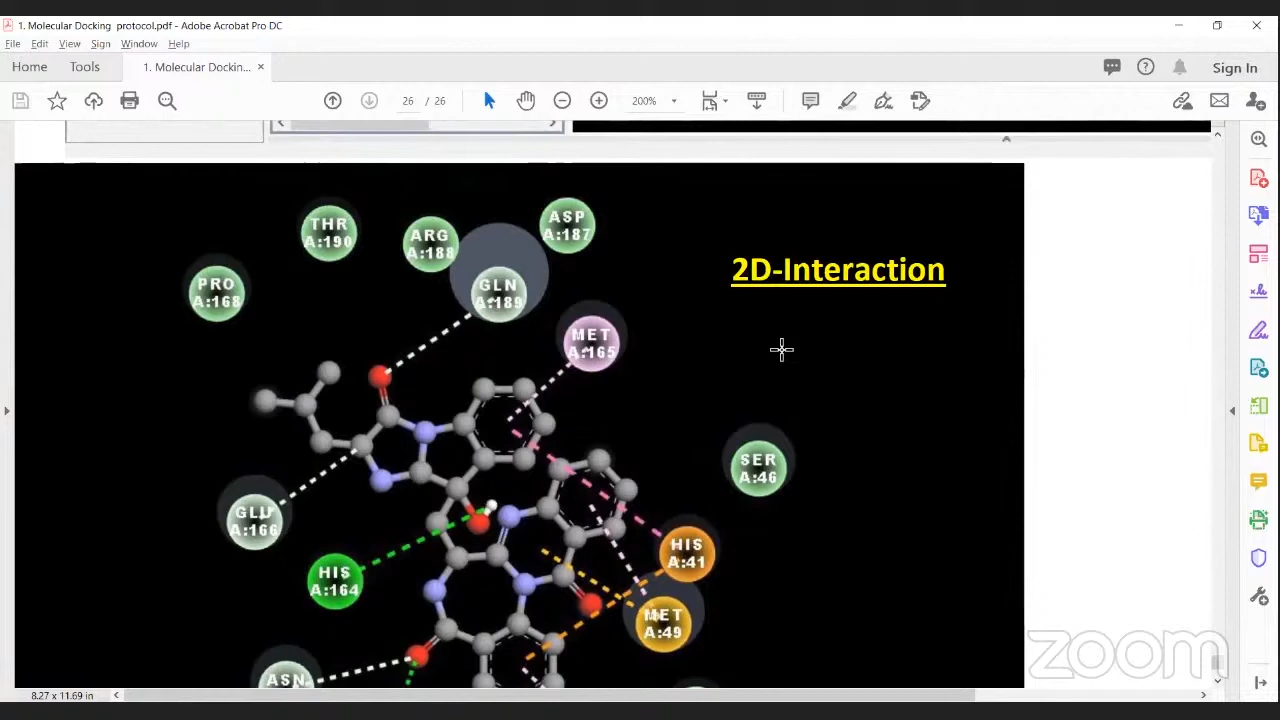 1. Molecular Docking protocol.pdf - Adobe Acrobat Pro DC
File Edit View Sign Window Help
Home Tools 1. Molecular Dockin... × Sign In
26 / 26 200%
THR
A:190
ARG
A:188
ASP
A:187
PRO
A:168
GLN
A:189
2D-Interaction
MET
A:165
SER
A:46
GLU
A:166
HIS
A:164
HIS
A:41
MET
A:49
ASN
zoom
8.27 x 11.69 in